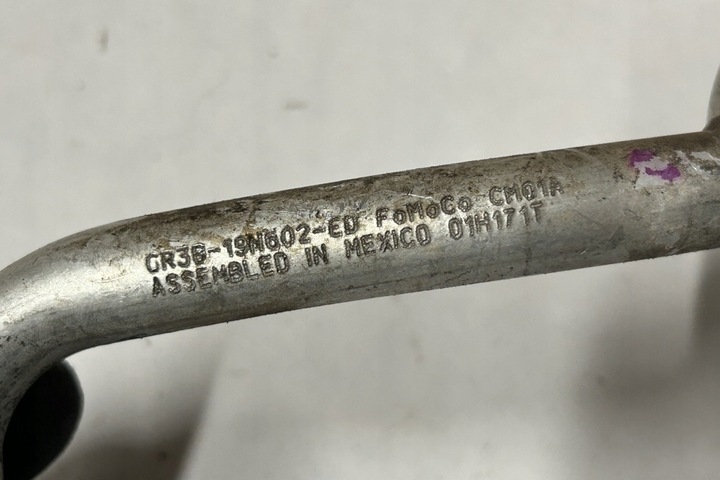 GR3B-19N602-ED FoMoCo CM01A
ASSEMBLED IN MEXICO 01H171T